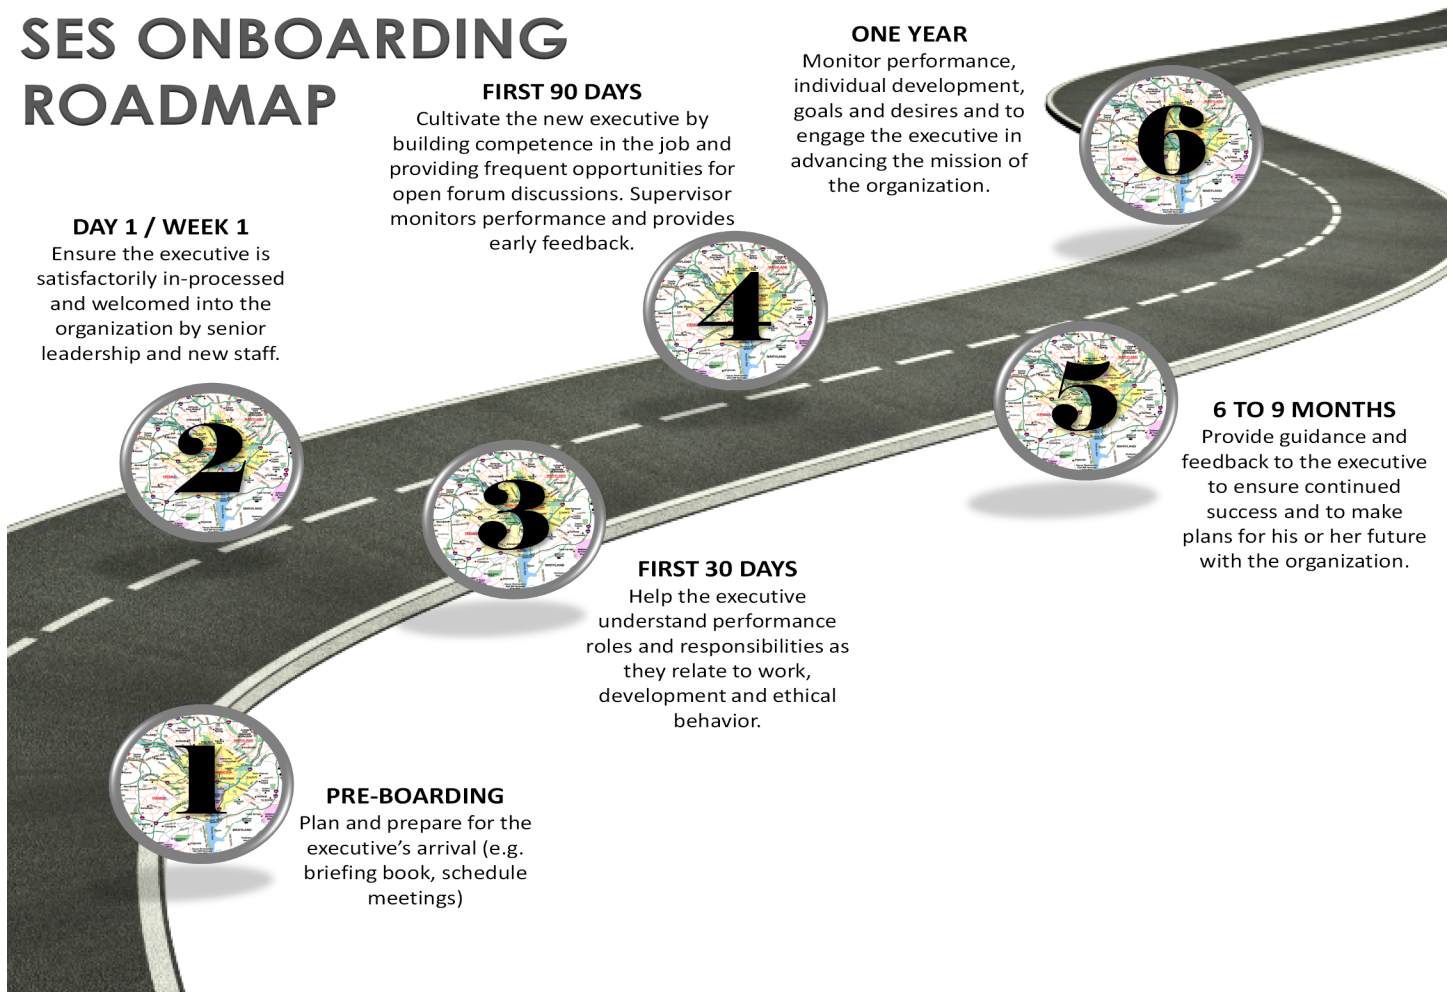 SES ONBOARDING
ROADMAP
1
PRE-BOARDING
Plan and prepare for the
executive’s arrival (e.g.
briefing book, schedule
meetings)
2
DAY 1 / WEEK 1
Ensure the executive is
satisfactorily in-processed
and welcomed into the
organization by senior
leadership and new staff.
3
FIRST 30 DAYS
Help the executive
understand performance
roles and responsibilities as
they relate to work,
development and ethical
behavior.
4
FIRST 90 DAYS
Cultivate the new executive by
building competence in the job and
providing frequent opportunities for
open forum discussions. Supervisor
monitors performance and provides
early feedback.
5
6 TO 9 MONTHS
Provide guidance and
feedback to the executive
to ensure continued
success and to make
plans for his or her future
with the organization.
6
ONE YEAR
Monitor performance,
individual development,
goals and desires and to
engage the executive in
advancing the mission of
the organization.